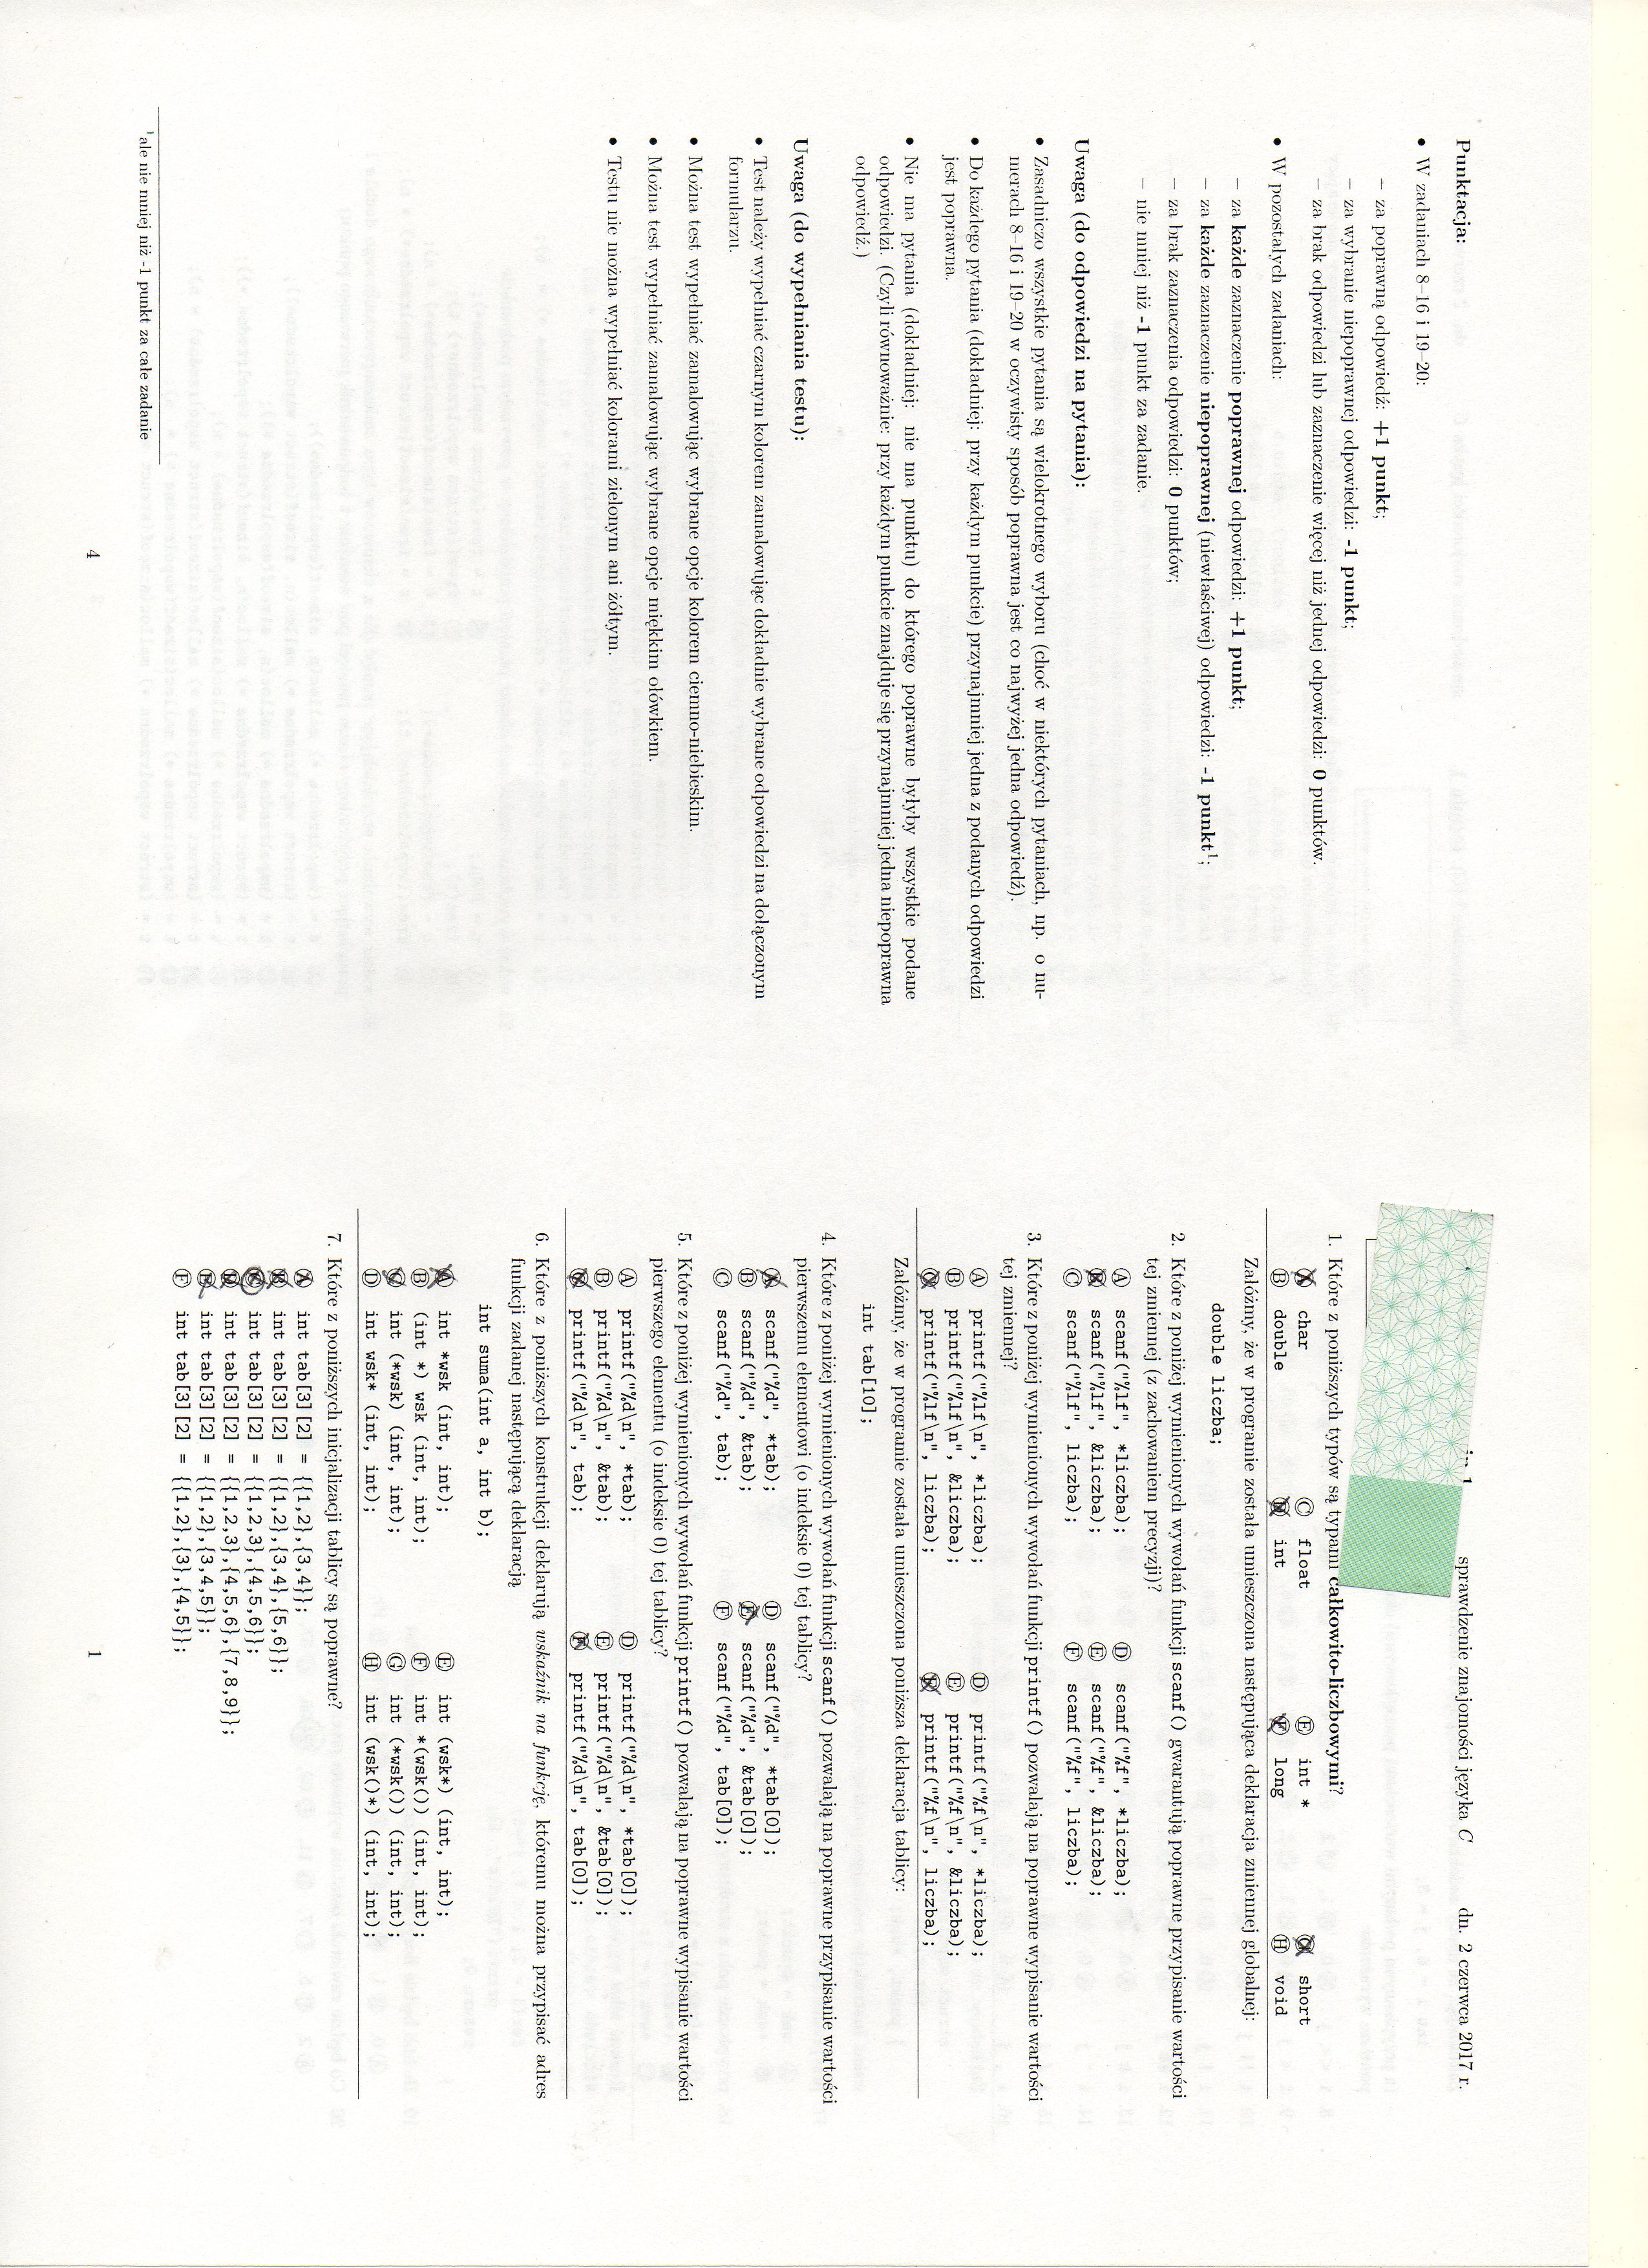 Punktacja:
• W zadaniach 8–16 i 19–20:
– za poprawną odpowiedź: +1 punkt;
– za wybranie niepoprawnej odpowiedzi: -1 punkt;
– za brak odpowiedzi lub zaznaczenie więcej niż jednej odpowiedzi: 0 punktów.
• W pozostałych zadaniach:
– za każde zaznaczenie poprawnej odpowiedzi: +1 punkt;
– za każde zaznaczenie niepoprawnej (niewłaściwej) odpowiedzi: -1 punkt¹;
– za brak zaznaczenia odpowiedzi: 0 punktów;
– nie mniej niż -1 punkt za zadanie.
Uwaga (do odpowiedzi na pytania):
• Zasadniczo wszystkie pytania są wielokrotnego wyboru (choć w niektórych pytaniach, np. o nu-
merach 8–16 i 19–20 w oczywisty sposób poprawna jest co najwyżej jedna odpowiedź).
• Do każdego pytania (dokładniej: przy każdym punkcie) przynajmniej jedna z podanych odpowiedzi
jest poprawna.
• Nie ma pytania (dokładniej: nie ma punktu) do którego poprawne byłyby wszystkie podane
odpowiedzi. (Czyli równoważnie: przy każdym punkcie znajduje się przynajmniej jedna niepoprawna
odpowiedź.)
Uwaga (do wypełniania testu):
• Test należy wypełniać czarnym kolorem zamalowując dokładnie wybrane odpowiedzi na dołączonym
formularzu.
• Można test wypełniać zamalowując wybrane opcje kolorem ciemno-niebieskim.
• Można test wypełniać zamalowując wybrane opcje miękkim ołówkiem.
• Testu nie można wypełniać kolorami zielonym ani żółtym.
¹ale nie mniej niż -1 punkt za całe zadanie
4
sprawdzenie znajomości języka C dn. 2 czerwca 2017 r.
1. Które z poniższych typów są typami całkowito-liczbowymi?
Ⓐ char Ⓒ float Ⓔ int * Ⓖ short
Ⓑ double Ⓓ int Ⓕ long Ⓗ void
Załóżmy, że w programie została umieszczona następująca deklaracja zmiennej globalnej:
double liczba;
2. Które z poniżej wymienionych wywołań funkcji scanf() gwarantują poprawne przypisanie wartości
tej zmiennej (z zachowaniem precyzji)?
Ⓐ scanf("%lf", *liczba); Ⓓ scanf("%f", *liczba);
Ⓑ scanf("%lf", &liczba); Ⓔ scanf("%f", &liczba);
Ⓒ scanf("%lf", liczba); Ⓕ scanf("%f", liczba);
3. Które z poniżej wymienionych wywołań funkcji printf() pozwalają na poprawne wypisanie wartości
tej zmiennej?
Ⓐ printf("%lf\n", *liczba); Ⓓ printf("%f\n", *liczba);
Ⓑ printf("%lf\n", &liczba); Ⓔ printf("%f\n", &liczba);
Ⓒ printf("%lf\n", liczba); Ⓕ printf("%f\n", liczba);
Załóżmy, że w programie została umieszczona poniższa deklaracja tablicy:
int tab[10];
4. Które z poniżej wymienionych wywołań funkcji scanf() pozwalają na poprawne przypisanie wartości
pierwszemu elementowi (o indeksie 0) tej tablicy?
Ⓐ scanf("%d", *tab); Ⓓ scanf("%d", *tab[0]);
Ⓑ scanf("%d", &tab); Ⓔ scanf("%d", &tab[0]);
Ⓒ scanf("%d", tab); Ⓕ scanf("%d", tab[0]);
5. Które z poniżej wymienionych wywołań funkcji printf() pozwalają na poprawne wypisanie wartości
pierwszego elementu (o indeksie 0) tej tablicy?
Ⓐ printf("%d\n", *tab); Ⓓ printf("%d\n", *tab[0]);
Ⓑ printf("%d\n", &tab); Ⓔ printf("%d\n", &tab[0]);
Ⓒ printf("%d\n", tab); Ⓕ printf("%d\n", tab[0]);
6. Które z poniższych konstrukcji deklarują wskaźnik na funkcję, któremu można przypisać adres
funkcji zadanej następującą deklaracją
int suma(int a, int b);
Ⓐ int *wsk (int, int); Ⓔ int (wsk*) (int, int);
Ⓑ (int *) wsk (int, int); Ⓕ int *(wsk()) (int, int);
Ⓒ int (*wsk) (int, int); Ⓖ int (*wsk()) (int, int);
Ⓓ int wsk* (int, int); Ⓗ int (wsk()*) (int, int);
7. Które z poniższych inicjalizacji tablicy są poprawne?
Ⓐ int tab[3][2] = {{1,2},{3,4}};
Ⓑ int tab[3][2] = {{1,2},{3,4},{5,6}};
Ⓒ int tab[3][2] = {{1,2,3},{4,5,6}};
Ⓓ int tab[3][2] = {{1,2,3},{4,5,6},{7,8,9}};
Ⓔ int tab[3][2] = {{1,2},{3,4,5}};
Ⓕ int tab[3][2] = {{1,2},{3},{4,5}};
1